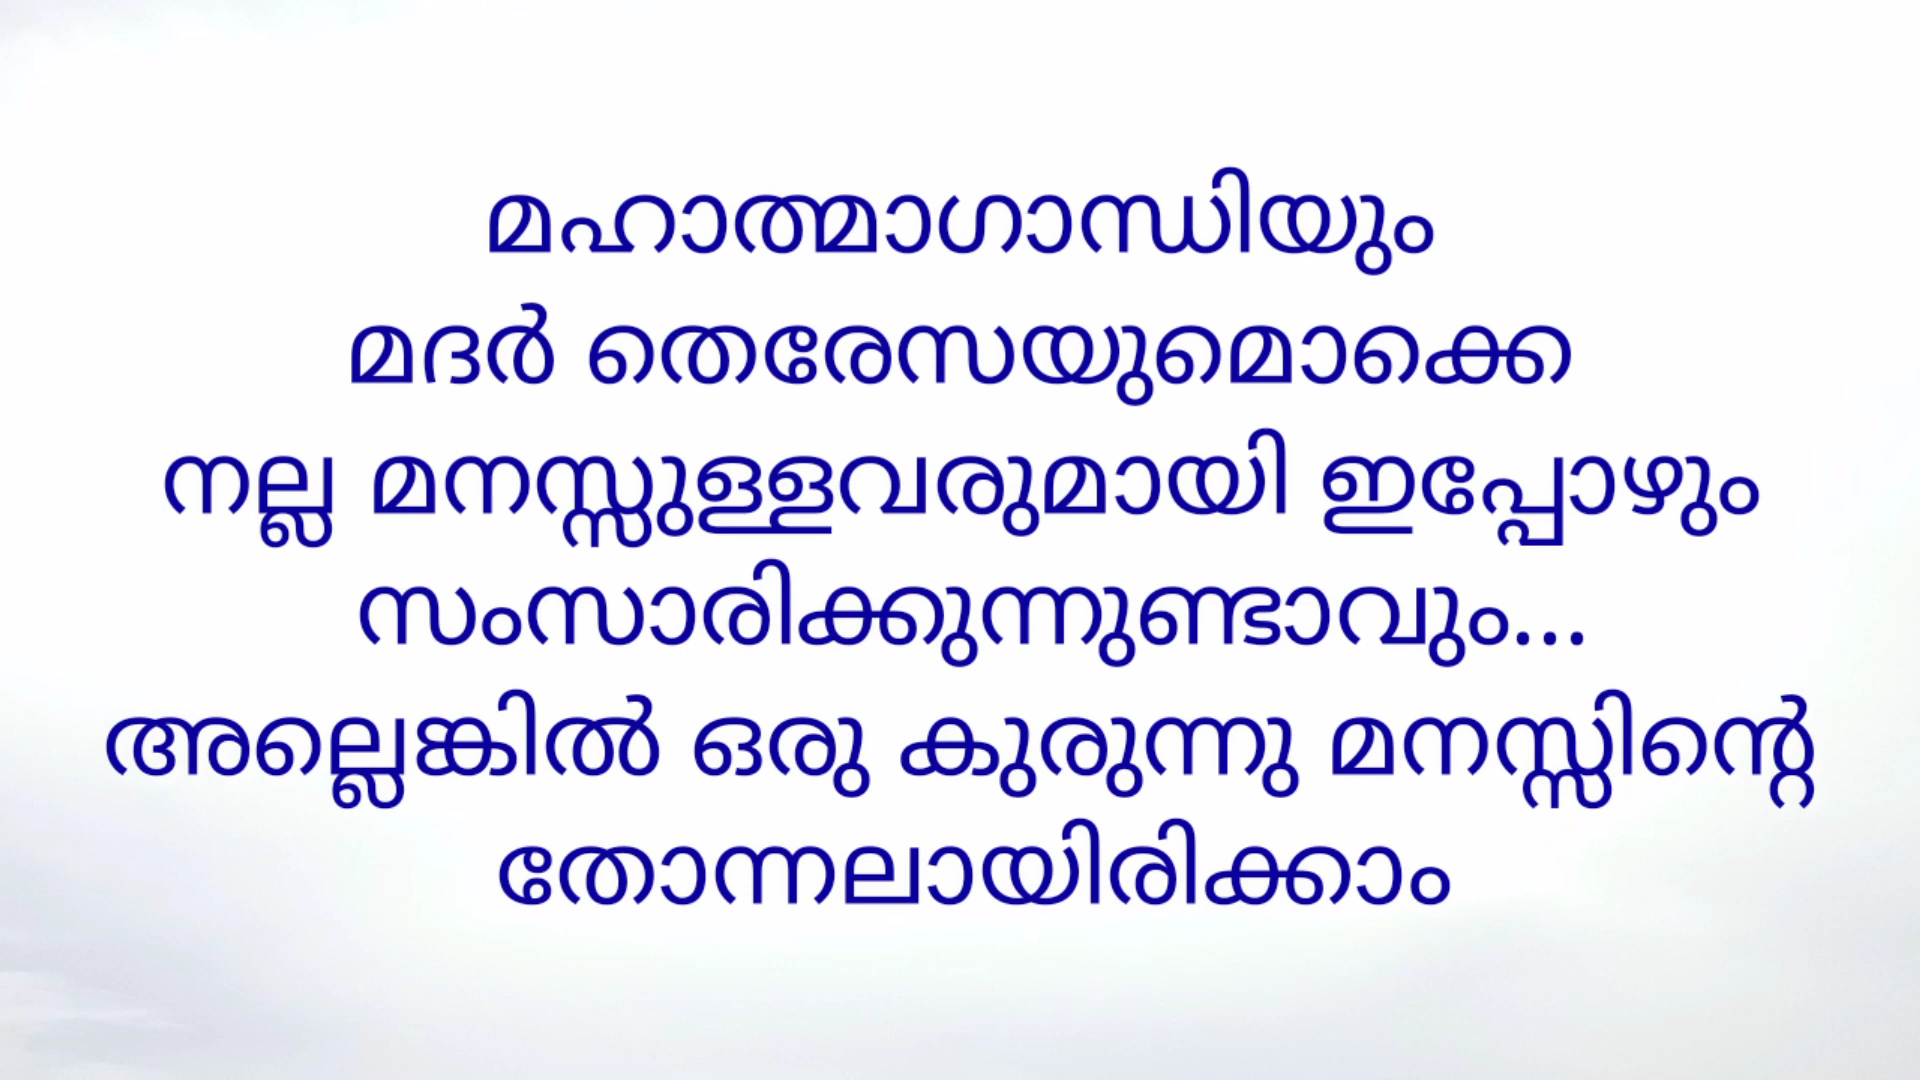 മഹാത്മാഗാന്ധിയും
മദർ തെരേസയുമൊക്കെ
നല്ല മനസ്സുള്ളവരുമായി ഇപ്പോഴും
സംസാരിക്കുന്നുണ്ടാവും...
അല്ലെങ്കിൽ ഒരു കുരുന്നു മനസ്സിന്റെ
തോന്നലായിരിക്കാം